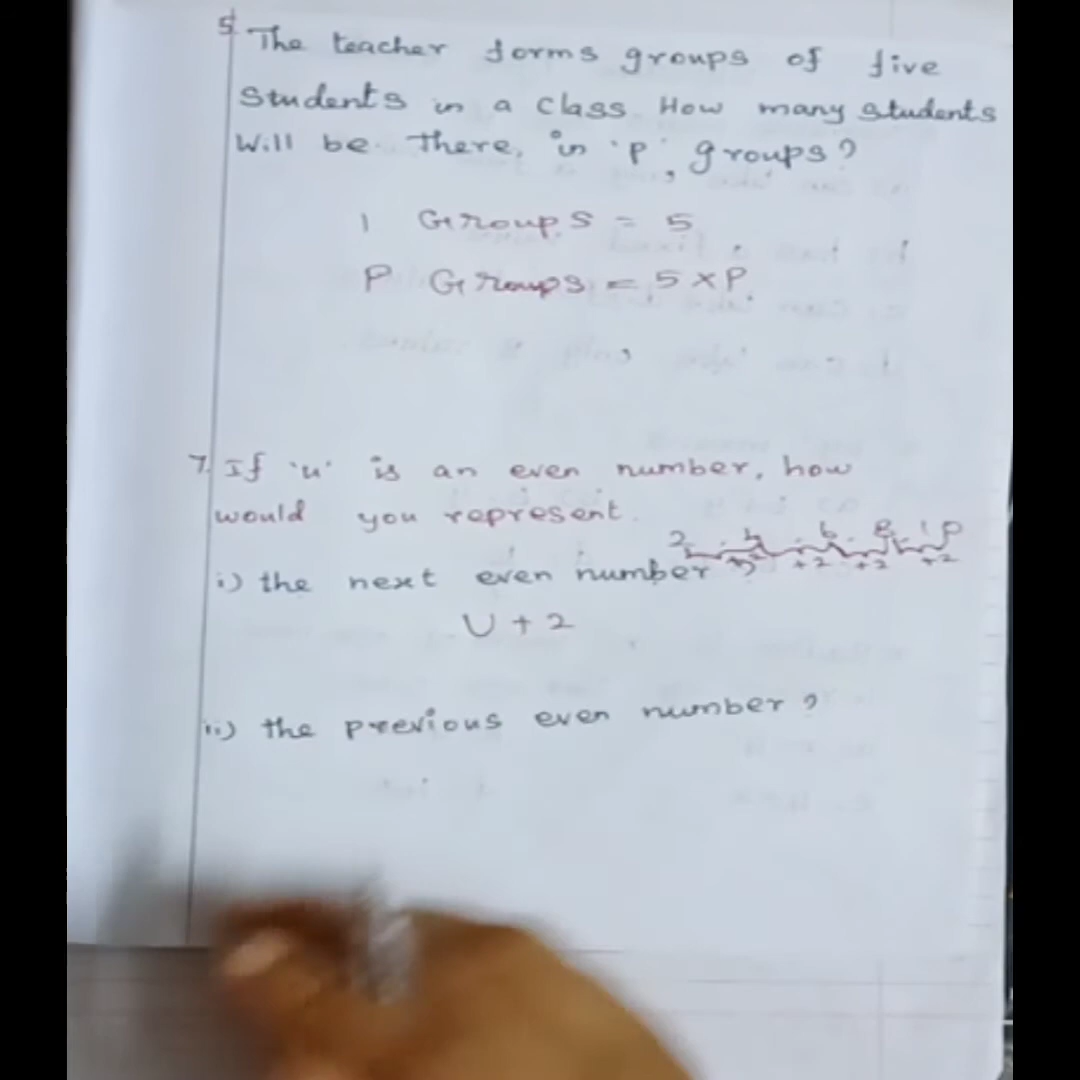 5. The teacher forms groups of five
Students in a class. How many students
Will be there, in 'p', groups?
1 Groups = 5
P Groups = 5 × P.
7. If 'u' is an even number, how
would you represent.
2 4 6 8 10
+2 +2 +2 +2
i) the next even number
U + 2
ii) the previous even number?